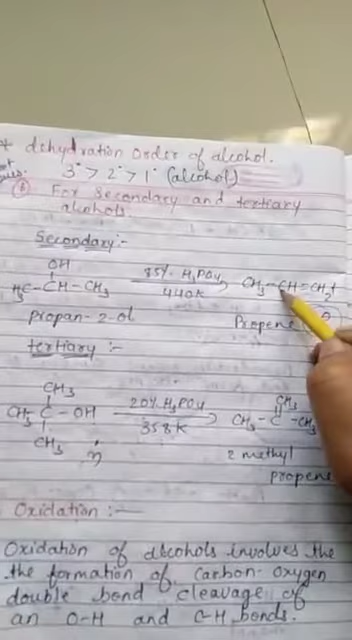 * dehydration order of alcohol.
3° > 2° > 1° (alcohol)
(B) For Secondary and tertiary
alcohols.
Secondary :-
OH
H3C-CH-CH3 85% H3PO4 440K CH3-CH=CH2+
propan-2-ol Propene
tertiary :-
CH3 CH3
CH3-C-OH 20% H3PO4 358K CH3-C-CH3
CH3
2 methyl
propene
Oxidation :-
Oxidation of alcohols involves the
the formation of Carbon-oxygen
double bond cleavage of
an O-H and C-H bonds.